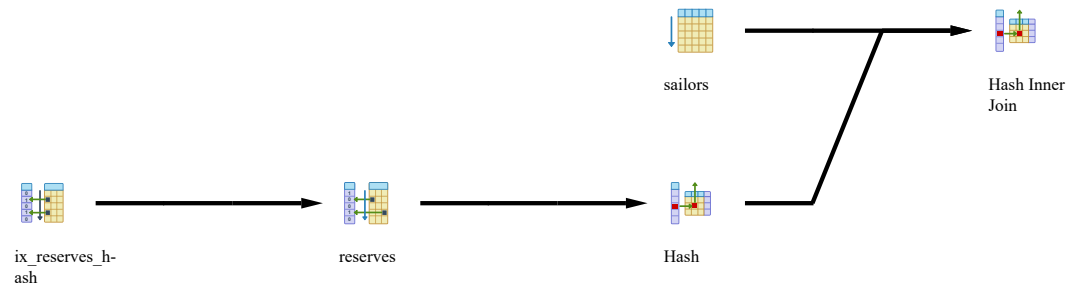 sailors
Hash Inner
Join
ix_reserves_h-
ash
reserves
Hash